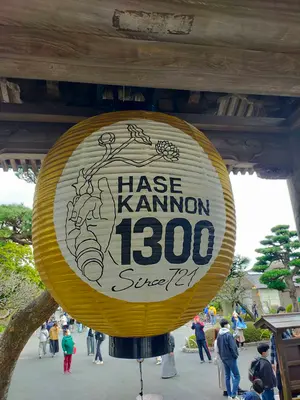 HASE
KANNON
1300
Since 721